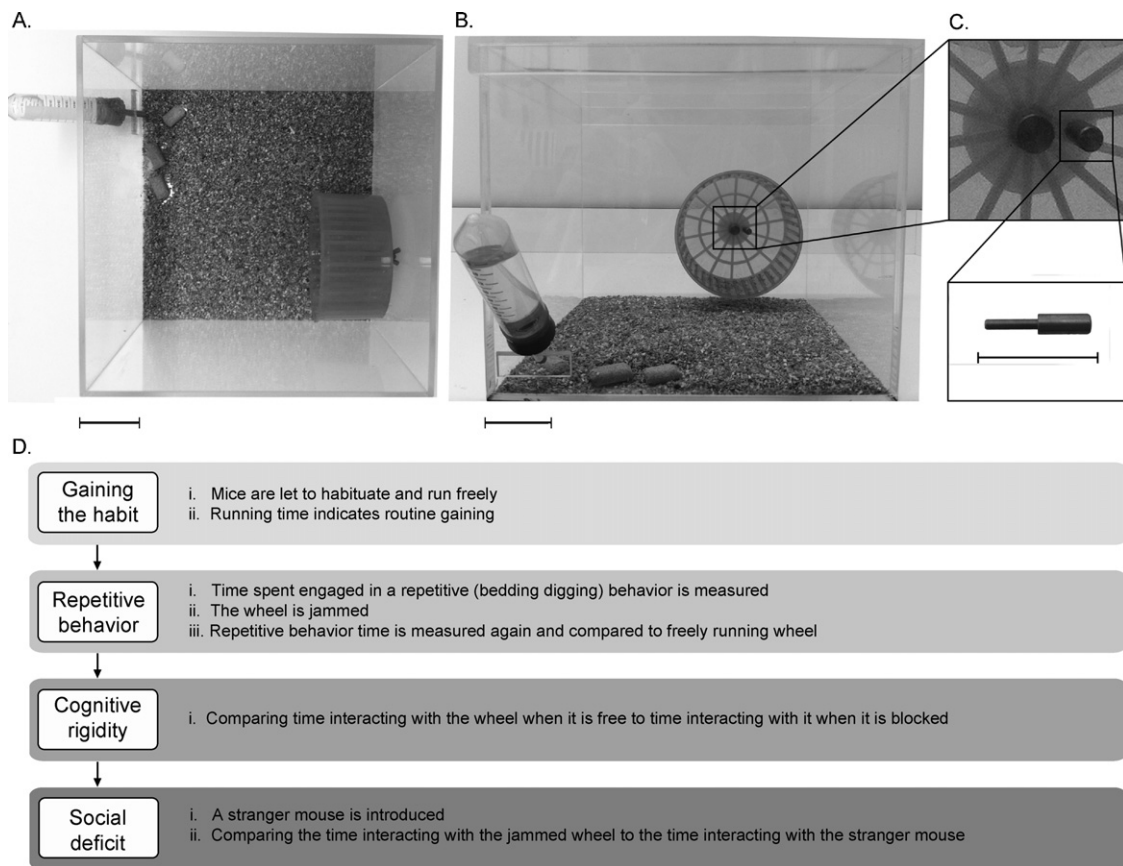 A.
B.
C.
D.
Gaining
the habit
i. Mice are let to habituate and run freely
ii. Running time indicates routine gaining
Repetitive
behavior
i. Time spent engaged in a repetitive (bedding digging) behavior is measured
ii. The wheel is jammed
iii. Repetitive behavior time is measured again and compared to freely running wheel
Cognitive
rigidity
i. Comparing time interacting with the wheel when it is free to time interacting with it when it is blocked
Social
deficit
i. A stranger mouse is introduced
ii. Comparing the time interacting with the jammed wheel to the time interacting with the stranger mouse